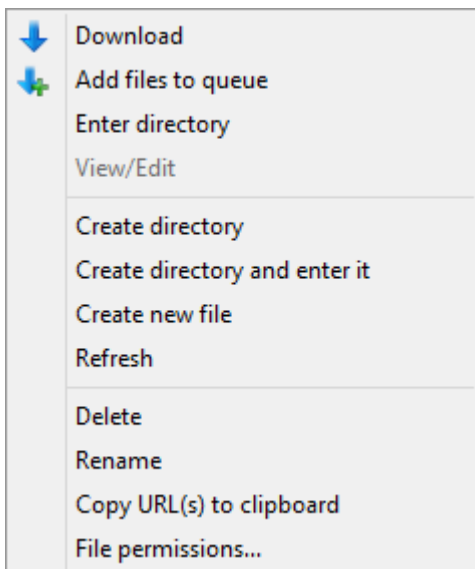 Download
Add files to queue
Enter directory
View/Edit
Create directory
Create directory and enter it
Create new file
Refresh
Delete
Rename
Copy URL(s) to clipboard
File permissions...